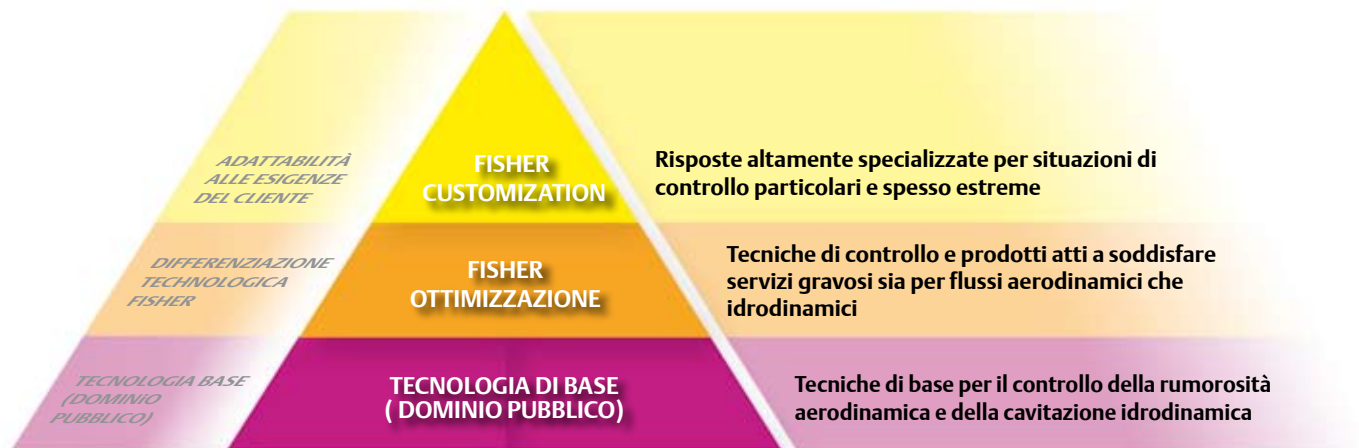 ADATTABILITÀ
ALLE ESIGENZE
DEL CLIENTE
FISHER
CUSTOMIZATION
Risposte altamente specializzate per situazioni di
controllo particolari e spesso estreme
DIFFERENZIAZIONE
TECHNOLOGICA
FISHER
FISHER
OTTIMIZZAZIONE
Tecniche di controllo e prodotti atti a soddisfare
servizi gravosi sia per flussi aerodinamici che
idrodinamici
TECNOLOGIA BASE
(DOMINIO
PUBBLICO)
TECNOLOGIA DI BASE
( DOMINIO PUBBLICO)
Tecniche di base per il controllo della rumorosità
aerodinamica e della cavitazione idrodinamica